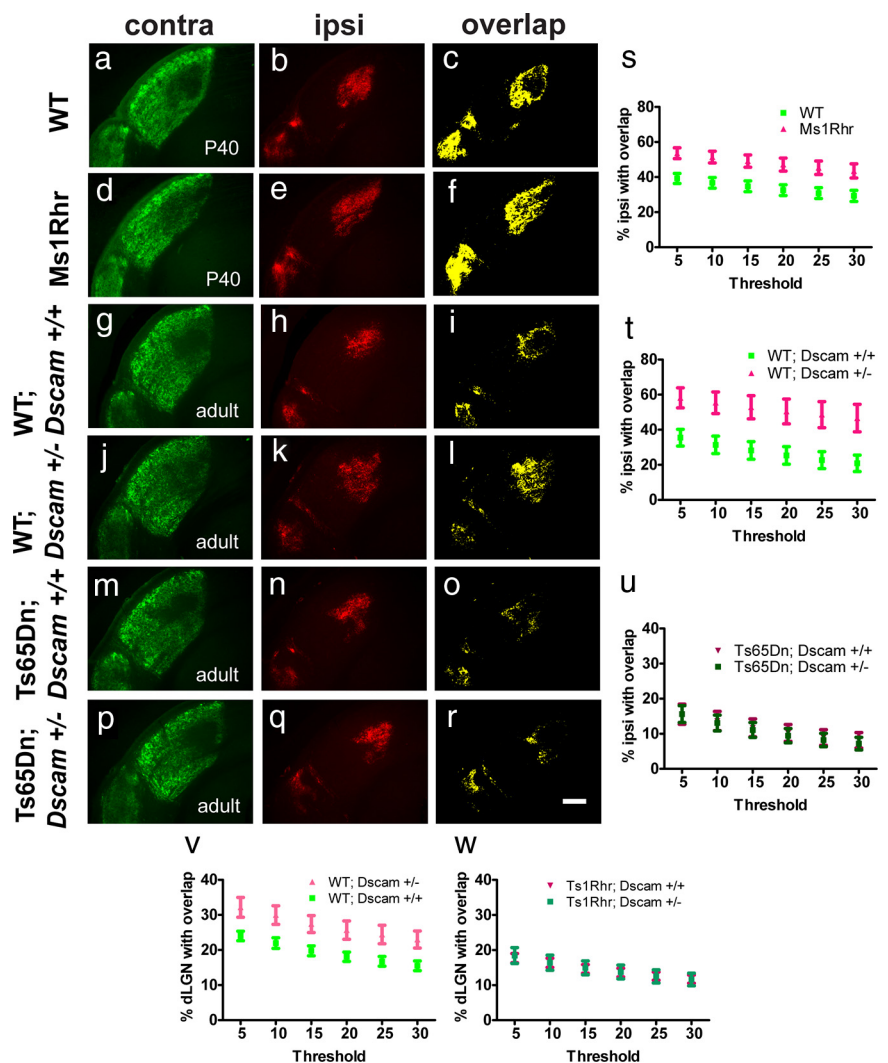 contra ipsi overlap
WT
a b c
P40
Ms1Rhr
d e f
P40
WT;
Dscam +/+
g h i
adult
WT;
Dscam +/-
j k l
adult
Ts65Dn;
Dscam +/+
m n o
adult
Ts65Dn;
Dscam +/-
p q r
adult
s
% ipsi with overlap
60
40
20
0
WT
Ms1Rhr
5 10 15 20 25 30
Threshold
t
% ipsi with overlap
80
60
40
20
0
WT; Dscam +/+
WT; Dscam +/-
5 10 15 20 25 30
Threshold
u
% ipsi with overlap
40
30
20
10
0
Ts65Dn; Dscam +/+
Ts65Dn; Dscam +/-
5 10 15 20 25 30
Threshold
v
% dLGN with overlap
40
30
20
10
0
WT; Dscam +/-
WT; Dscam +/+
5 10 15 20 25 30
Threshold
w
% dLGN with overlap
40
30
20
10
0
Ts1Rhr; Dscam +/+
Ts1Rhr; Dscam +/-
5 10 15 20 25 30
Threshold